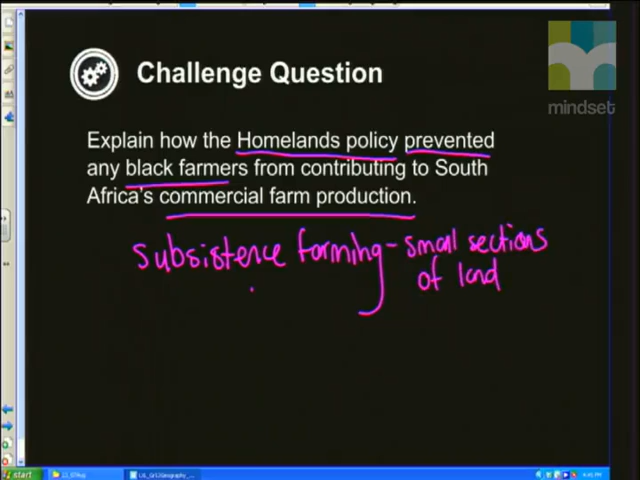 Challenge Question
mindset
Explain how the Homelands policy prevented
any black farmers from contributing to South
Africa's commercial farm production.
subsistence farming - small sections
of land
start